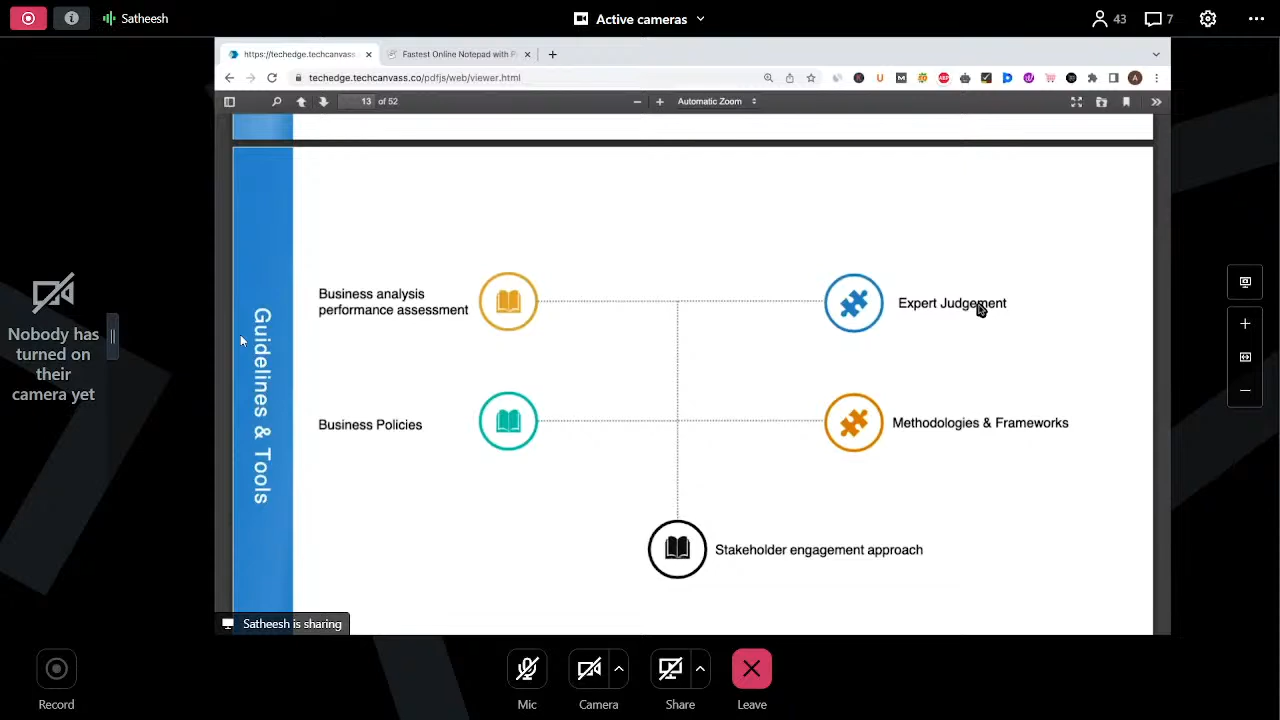 Satheesh
Active cameras
43
7
https://techedge.techcanvass
Fastest Online Notepad with P
techedge.techcanvass.co/pdfjs/web/viewer.html
A
13 of 52
Automatic Zoom
Guidelines & Tools
Business analysis
performance assessment
Expert Judgement
Business Policies
Methodologies & Frameworks
Stakeholder engagement approach
Nobody has
turned on
their
camera yet
Satheesh is sharing
Record
Mic
Camera
Share
Leave